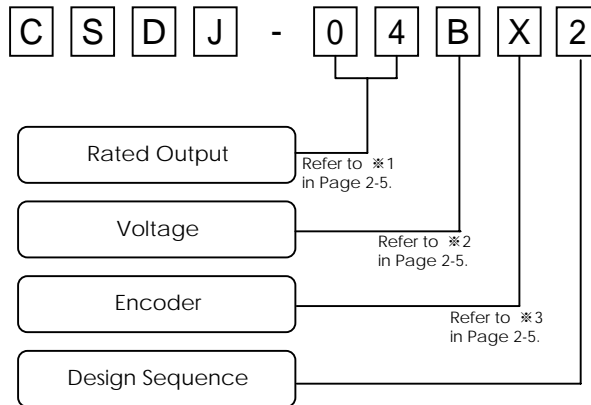 C S D J - 0 4 B X 2
Rated Output
Refer to ※1
in Page 2-5.
Voltage
Refer to ※2
in Page 2-5.
Encoder
Refer to ※3
in Page 2-5.
Design Sequence